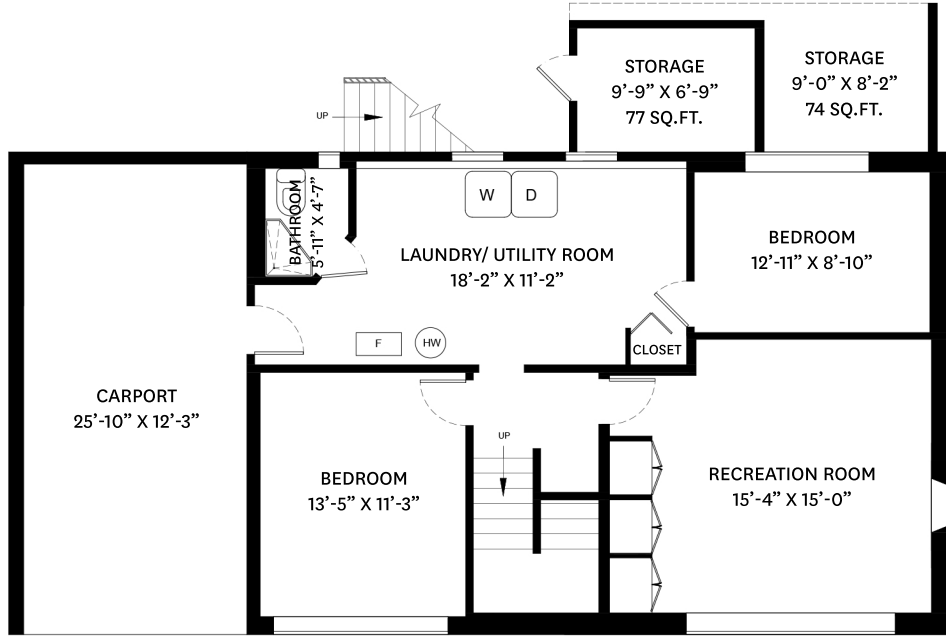 STORAGE
9'-9” X 6'-9”
77 SQ.FT.
STORAGE
9'-0” X 8'-2”
74 SQ.FT.
UP
BATHROOM
5'-11” X 4'-7”
W
D
LAUNDRY/ UTILITY ROOM
18'-2” X 11'-2”
BEDROOM
12'-11” X 8'-10”
F
HW
CLOSET
CARPORT
25'-10” X 12'-3”
UP
BEDROOM
13'-5” X 11'-3”
RECREATION ROOM
15'-4” X 15'-0”